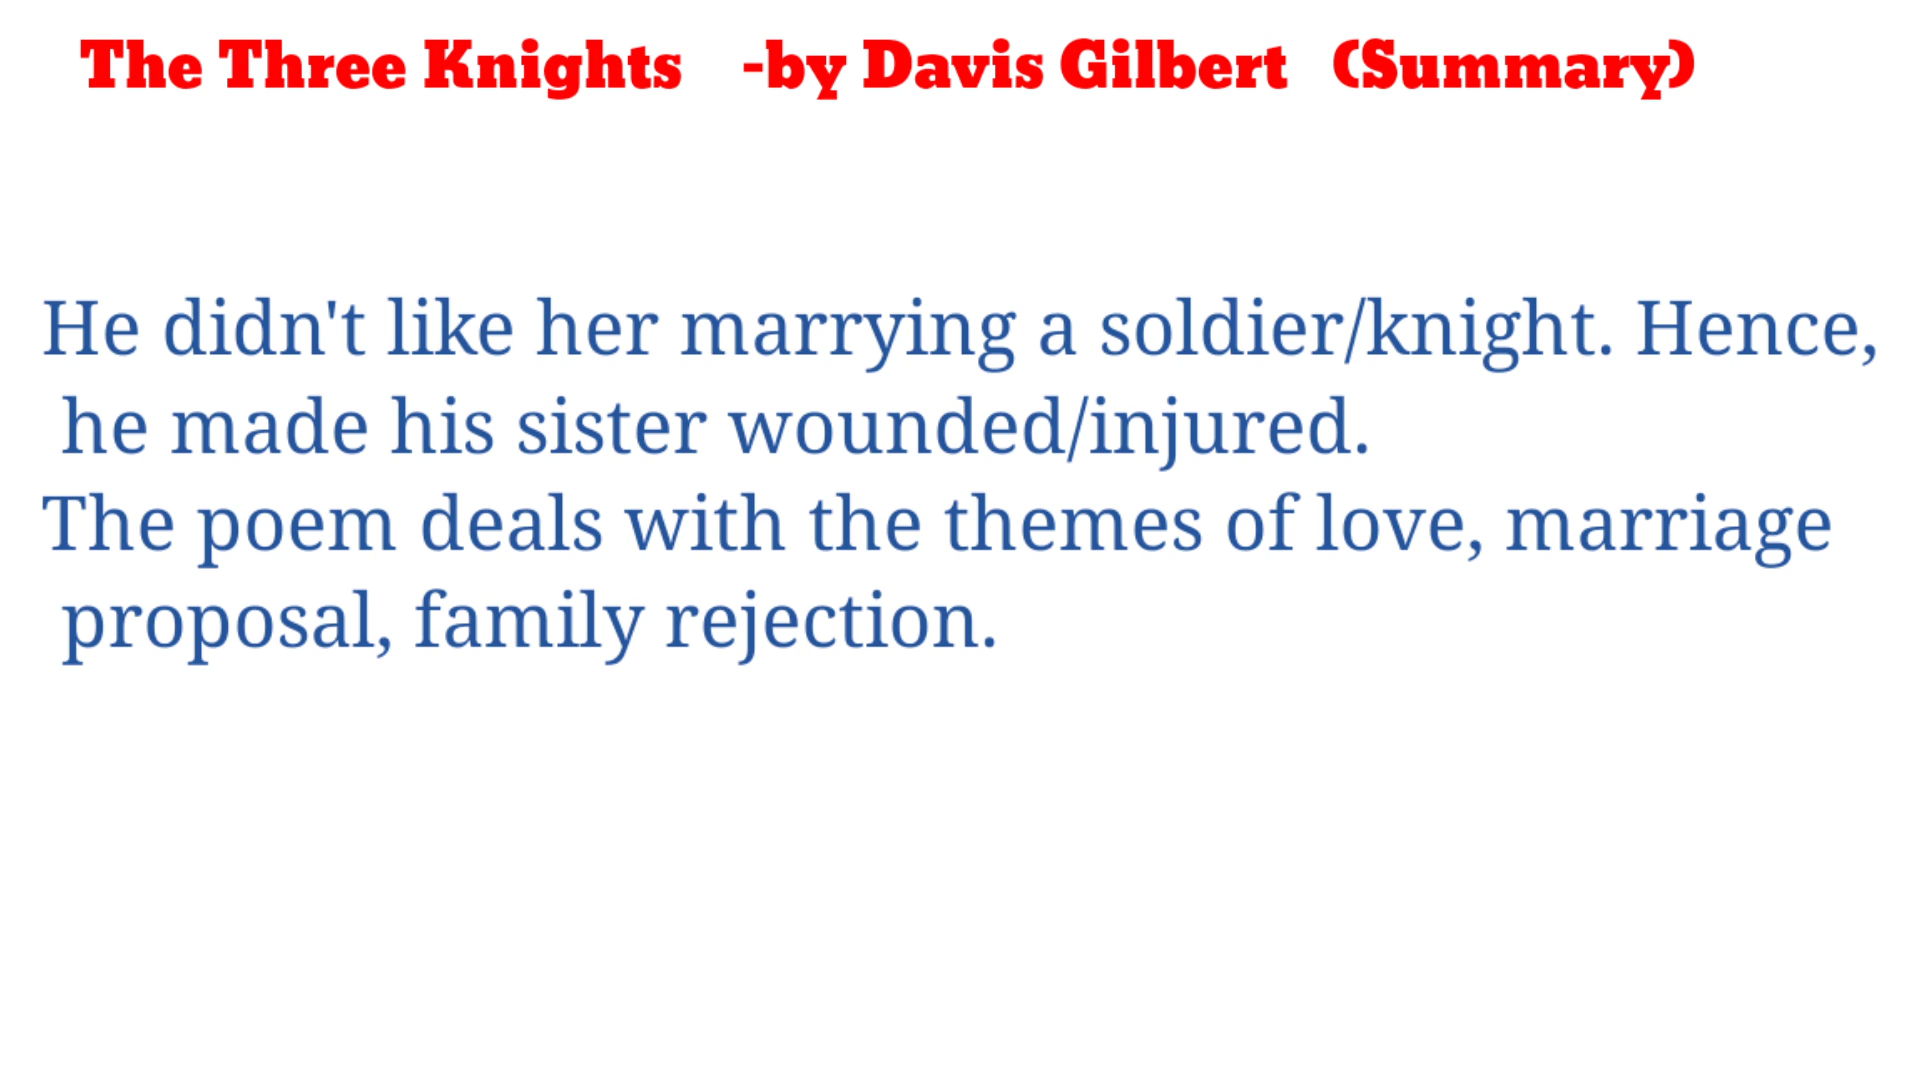 The Three Knights -by Davis Gilbert (Summary)
He didn't like her marrying a soldier/knight. Hence,
he made his sister wounded/injured.
The poem deals with the themes of love, marriage
proposal, family rejection.